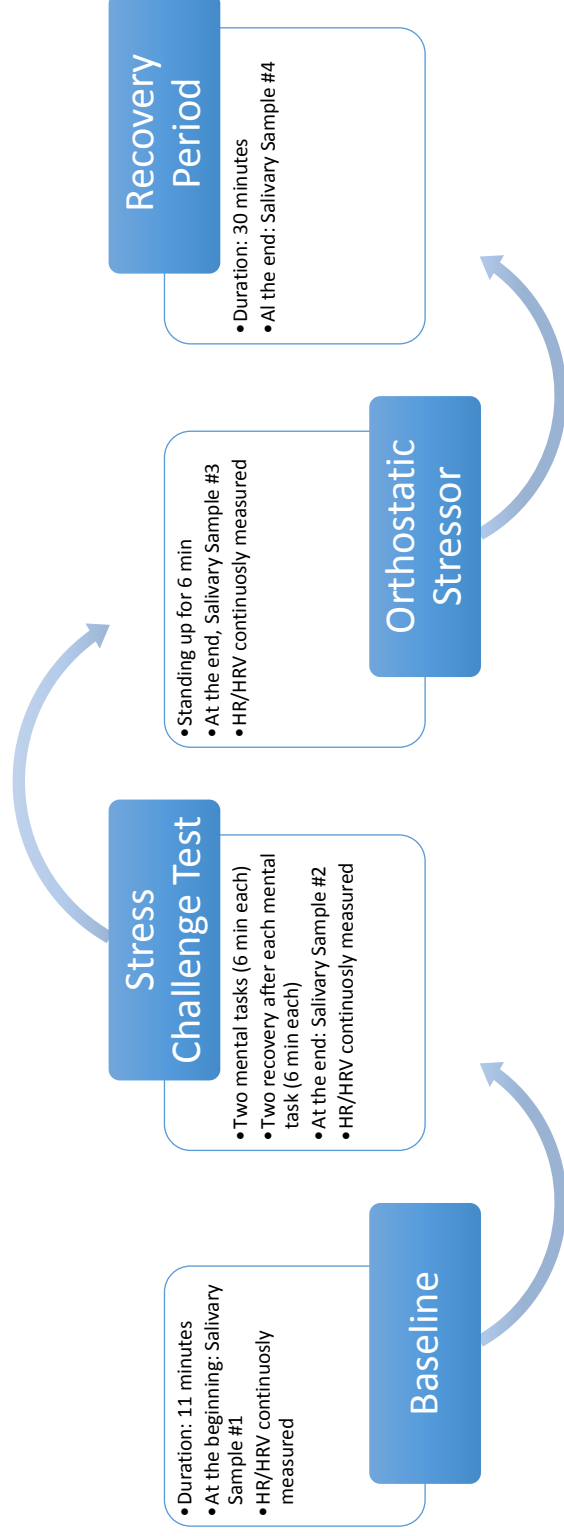 •Duration: 11 minutes
•At the beginning: Salivary
Sample #1
•HR/HRV continuosly
measured
Baseline
Stress
Challenge Test
•Two mental tasks (6 min each)
•Two recovery after each mental
task (6 min each)
•At the end: Salivary Sample #2
•HR/HRV continuosly measured
•Standing up for 6 min
•At the end, Salivary Sample #3
•HR/HRV continuosly measured
Orthostatic
Stressor
Recovery
Period
•Duration: 30 minutes
•Al the end: Salivary Sample #4